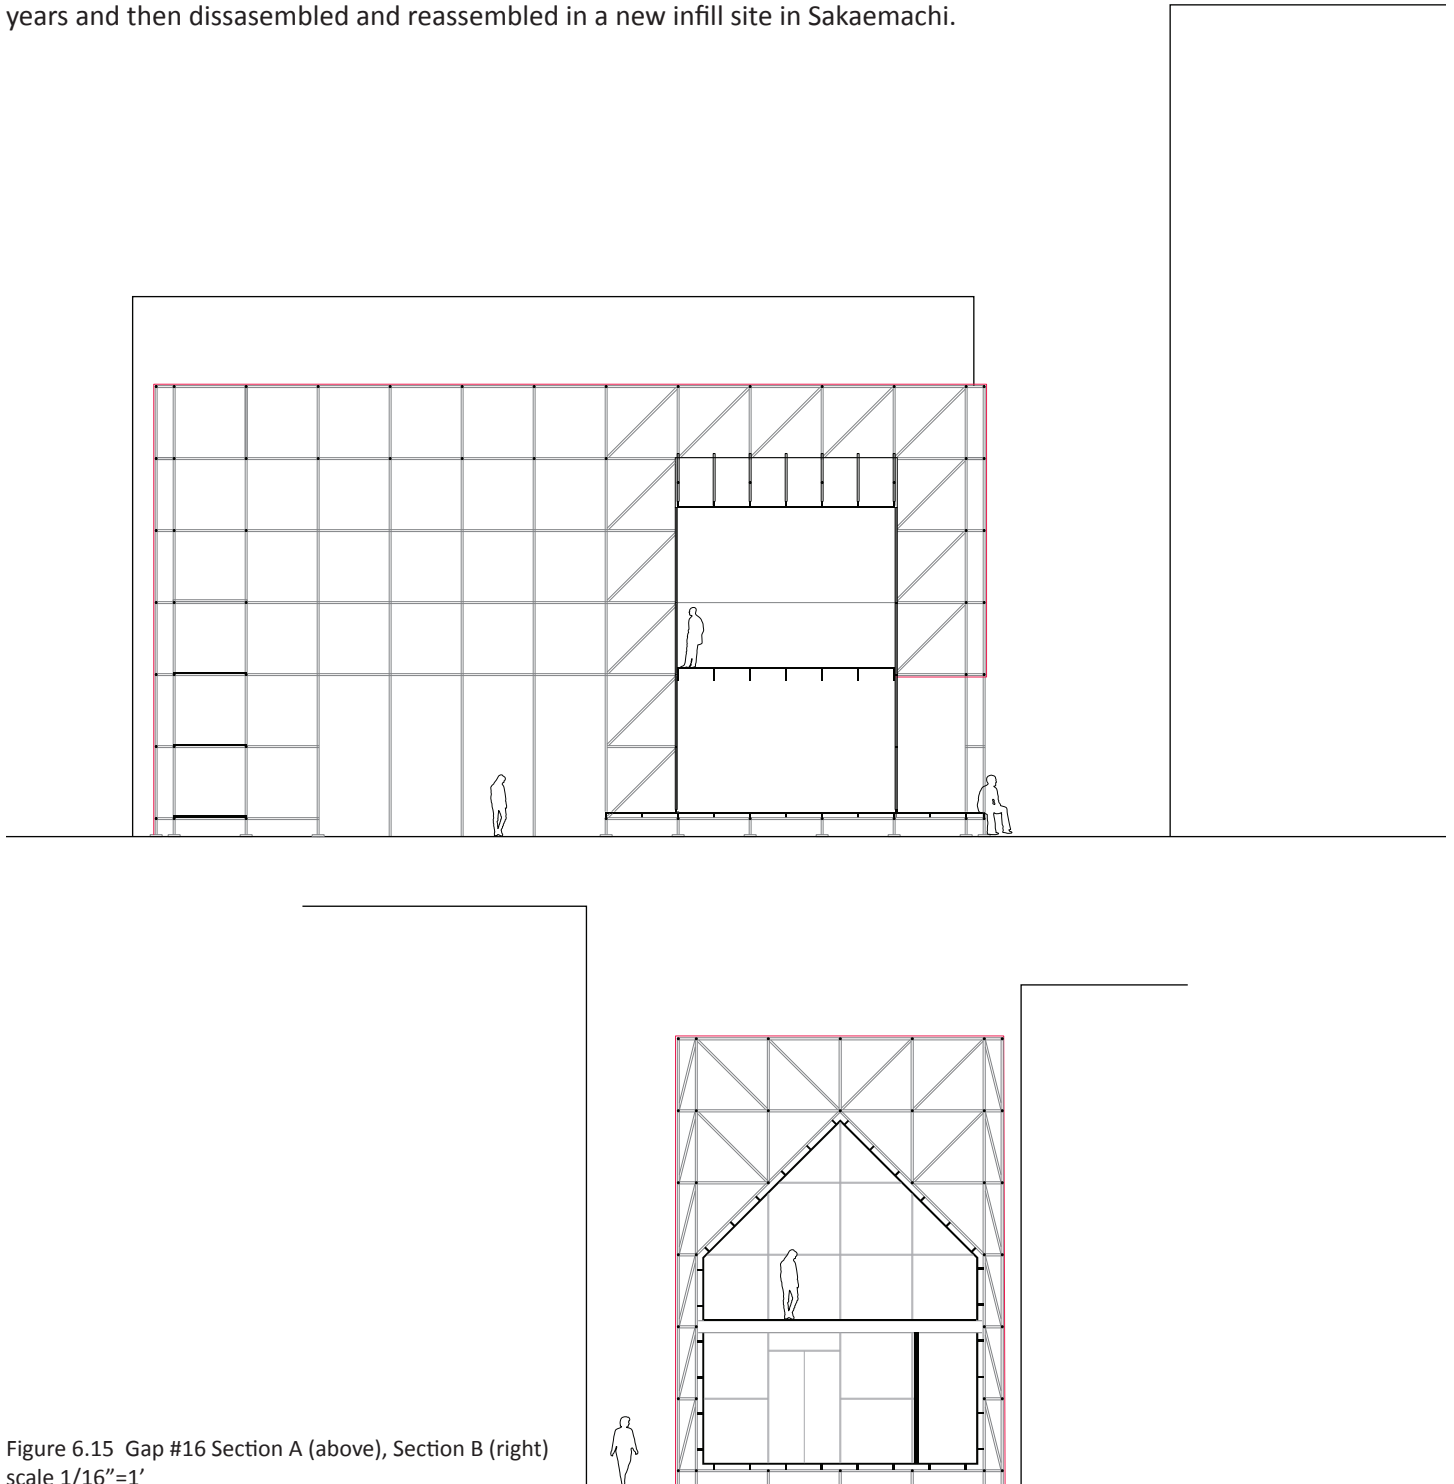 years and then dissasembled and reassembled in a new infill site in Sakaemachi.
Figure 6.15  Gap #16 Section A (above), Section B (right)
scale 1/16”=1’